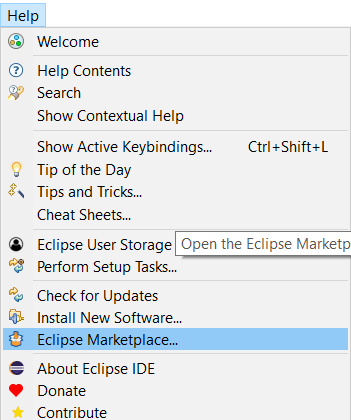 Help
Welcome
Help Contents
Search
Show Contextual Help
Show Active Keybindings... Ctrl+Shift+L
Tip of the Day
Tips and Tricks...
Cheat Sheets...
Eclipse User Storage
Open the Eclipse Marketp
Perform Setup Tasks...
Check for Updates
Install New Software...
Eclipse Marketplace...
About Eclipse IDE
Donate
Contribute